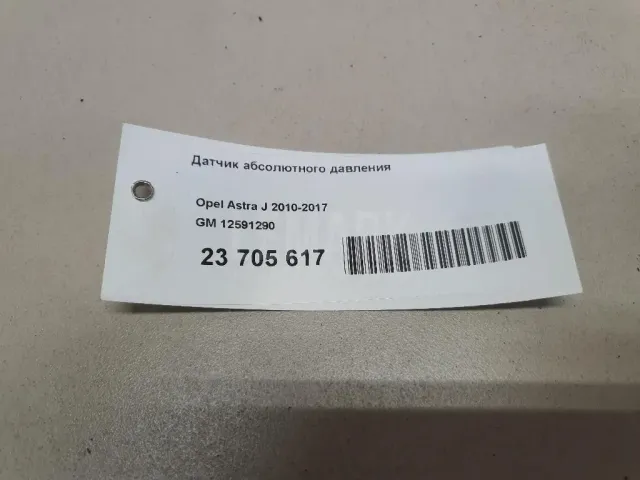 Датчик абсолютного давления
Opel Astra J 2010-2017
GM 12591290
23 705 617